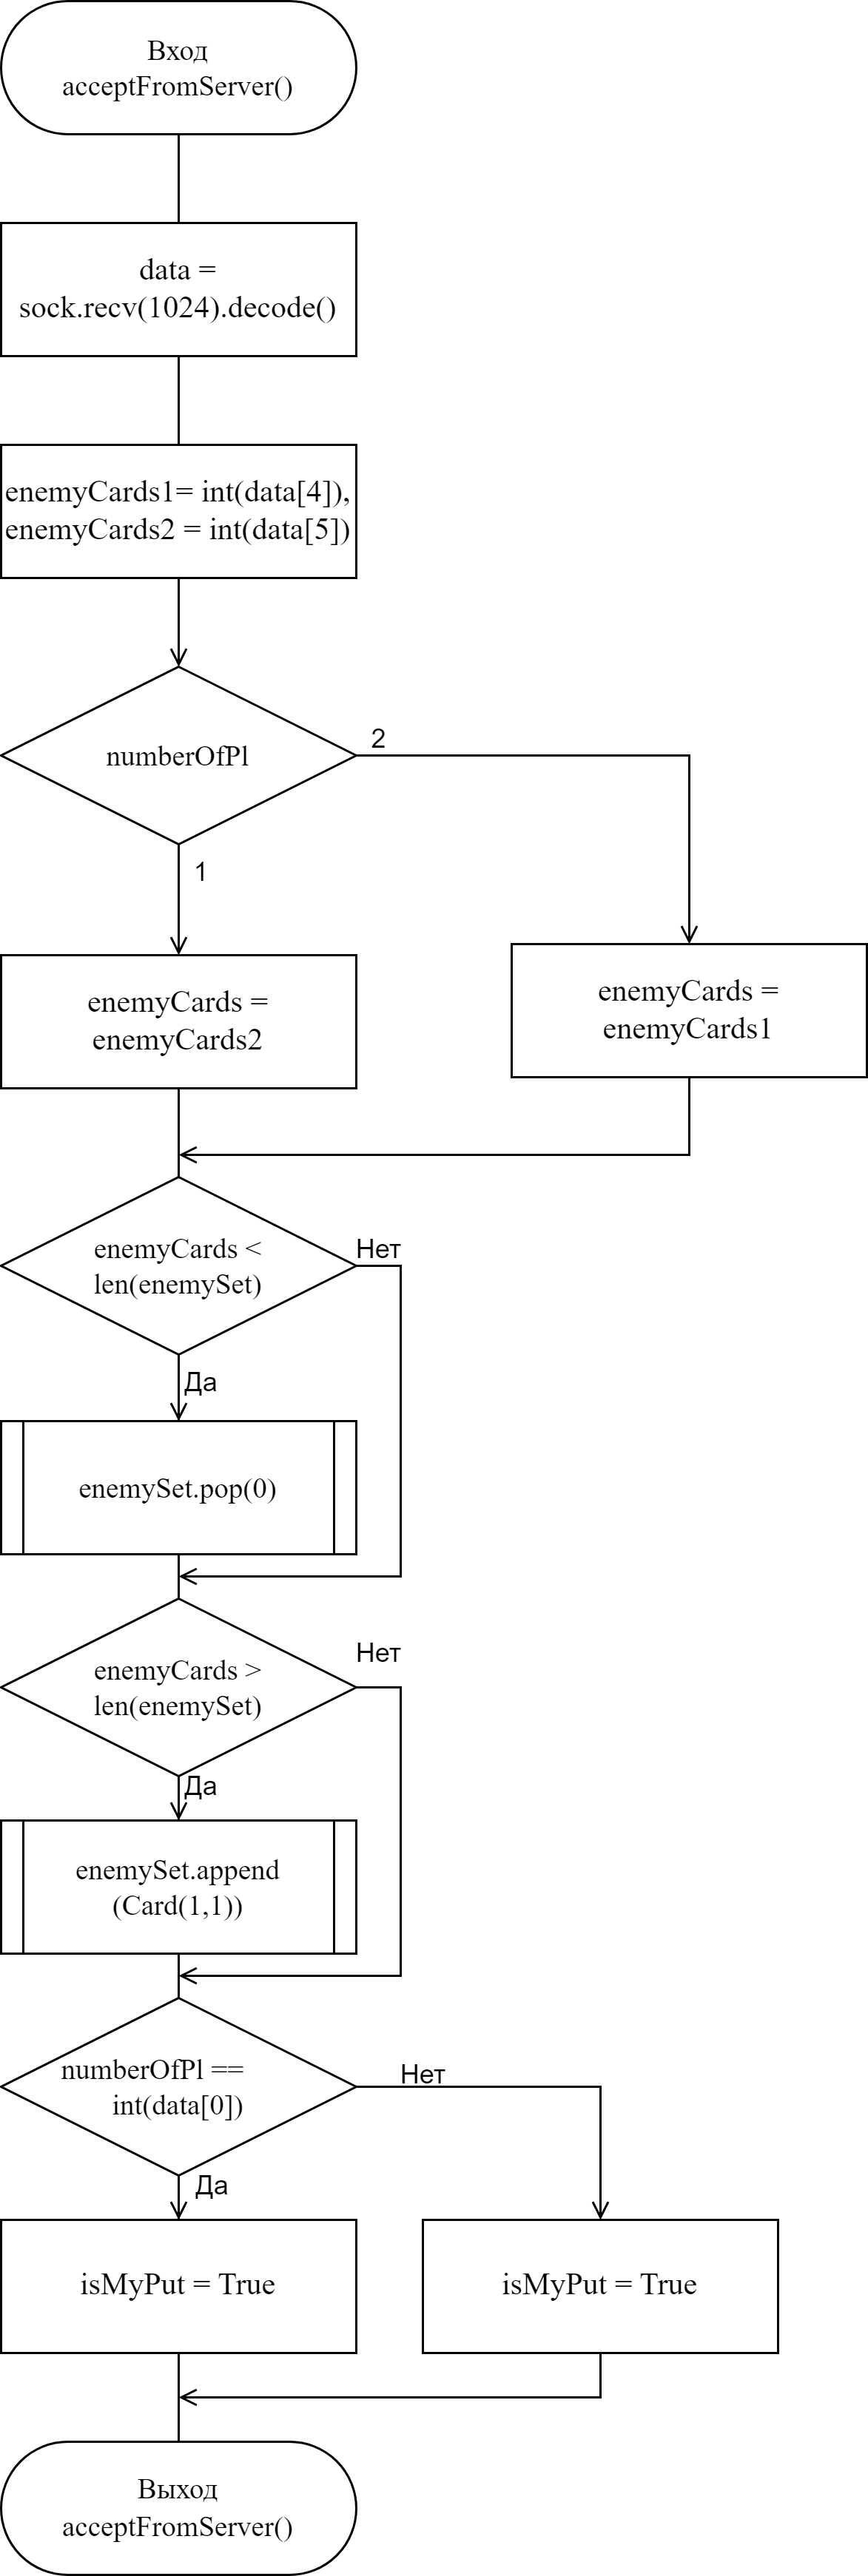 Вход
acceptFromServer()
data =
sock.recv(1024).decode()
enemyCards1= int(data[4]),
enemyCards2 = int(data[5])
numberOfPl
2
1
enemyCards =
enemyCards2
enemyCards =
enemyCards1
enemyCards <
len(enemySet)
Нет
Да
enemySet.pop(0)
enemyCards >
len(enemySet)
Нет
Да
enemySet.append
(Card(1,1))
numberOfPl ==
int(data[0])
Нет
Да
isMyPut = True
isMyPut = True
Выход
acceptFromServer()